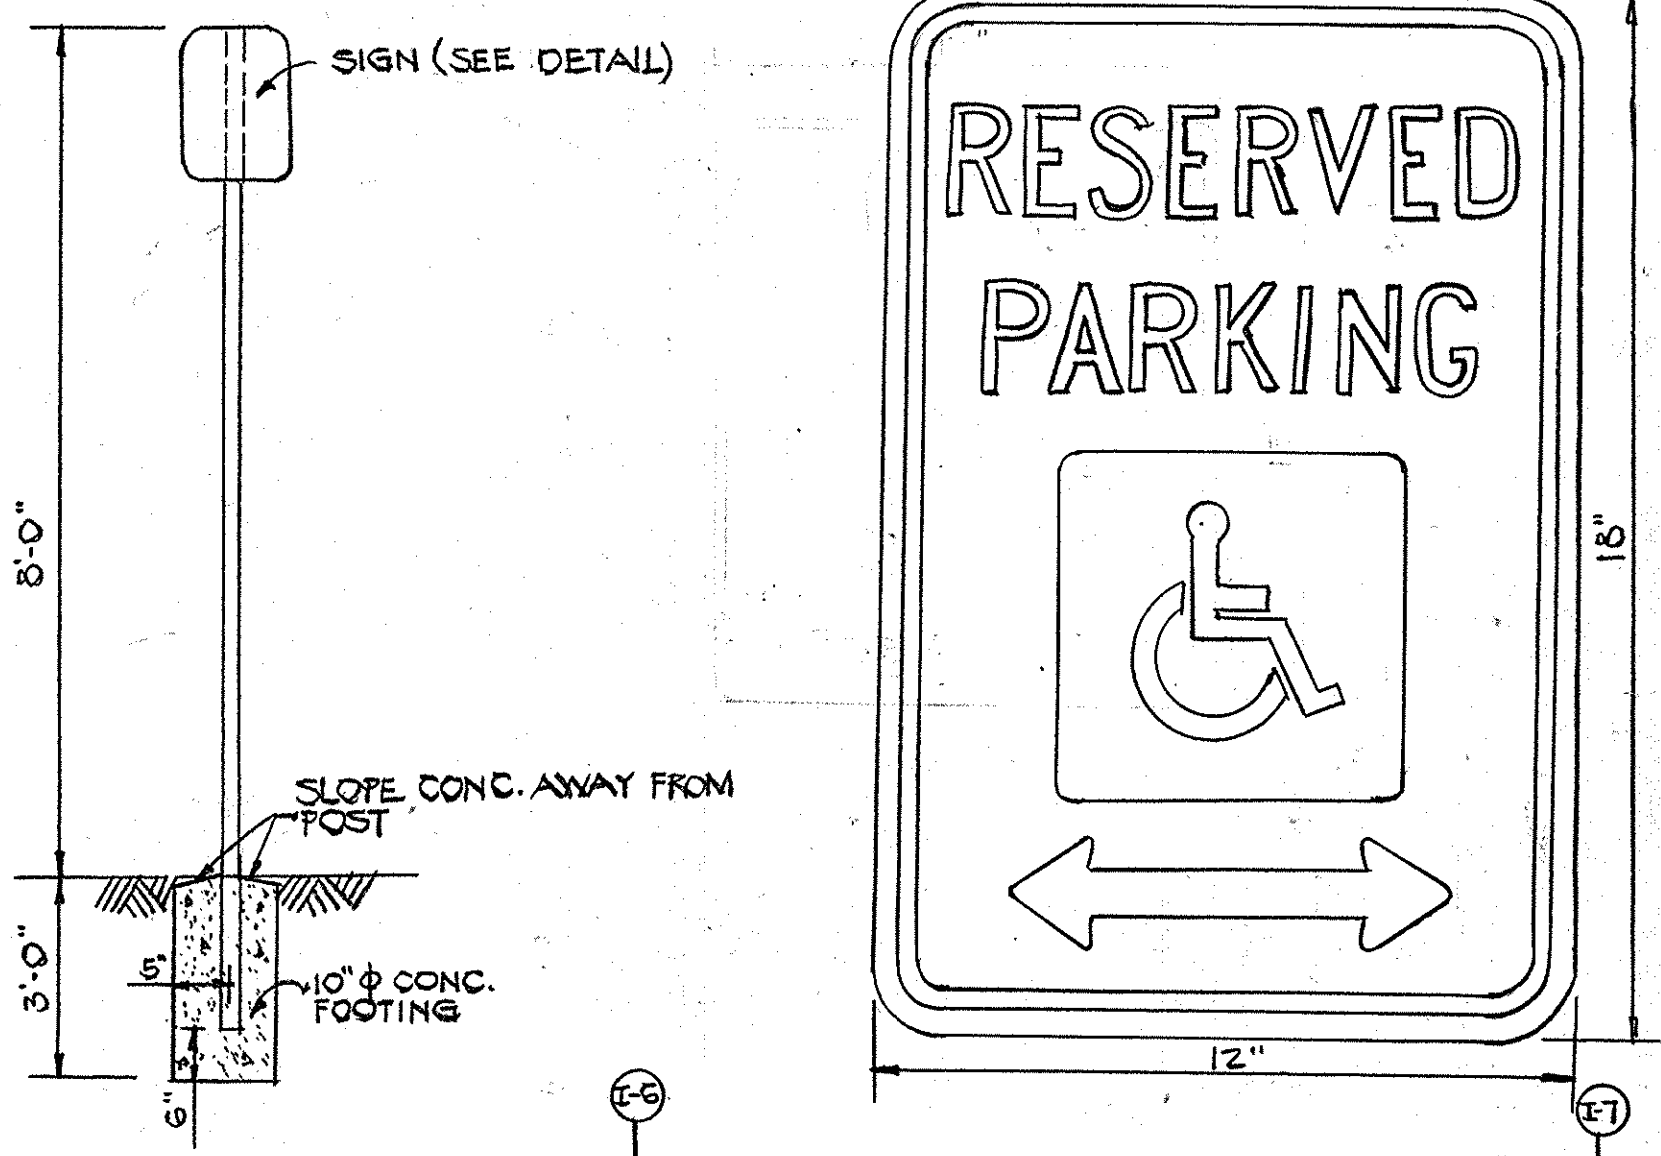 SIGN (SEE DETAIL)
8'-0"
SLOPE CONC. AWAY FROM
POST
3'-0"
5"
10" ⌀ CONC.
FOOTING
6"
I-6
RESERVED
PARKING
18"
12"
I-7